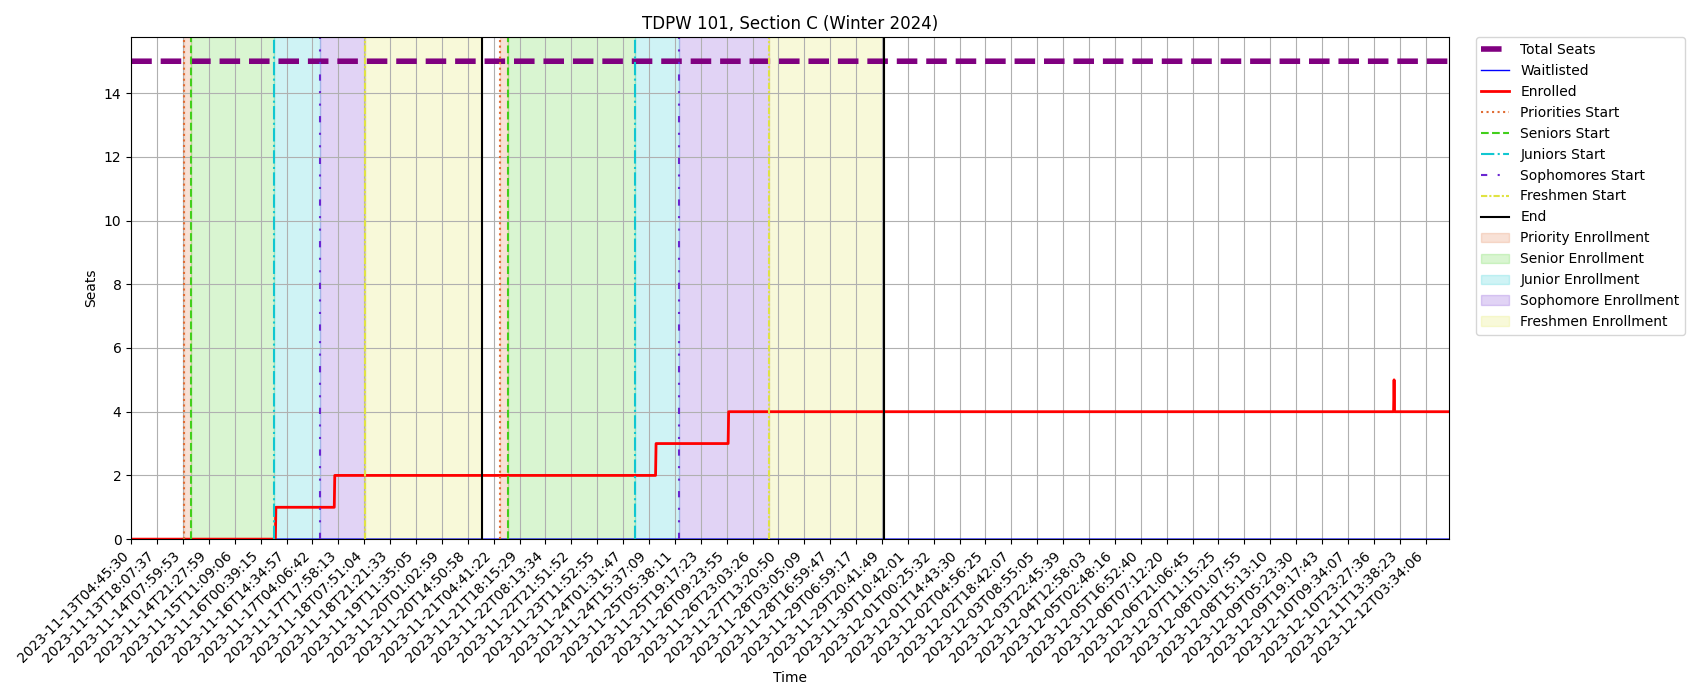 TDPW 101, Section C (Winter 2024)
Total Seats
Waitlisted
Enrolled
Priorities Start
Seniors Start
Juniors Start
Sophomores Start
Freshmen Start
End
Priority Enrollment
Senior Enrollment
Junior Enrollment
Sophomore Enrollment
Freshmen Enrollment
Seats
14
12
10
8
6
4
2
0
2023-11-13T04:45:30
2023-11-13T18:07:37
2023-11-14T07:59:53
2023-11-14T21:27:59
2023-11-15T11:09:06
2023-11-16T00:39:15
2023-11-16T14:34:57
2023-11-17T04:06:42
2023-11-17T17:58:13
2023-11-18T07:51:04
2023-11-18T21:21:33
2023-11-19T11:35:05
2023-11-20T01:02:59
2023-11-20T14:50:58
2023-11-21T04:41:22
2023-11-21T18:15:29
2023-11-22T08:13:34
2023-11-22T21:51:52
2023-11-23T11:52:55
2023-11-24T01:31:47
2023-11-24T15:37:09
2023-11-25T05:38:11
2023-11-25T19:17:23
2023-11-26T09:23:55
2023-11-26T23:03:26
2023-11-27T13:20:50
2023-11-28T03:05:09
2023-11-28T16:59:47
2023-11-29T06:59:17
2023-11-29T20:41:49
2023-11-30T10:42:01
2023-12-01T00:25:32
2023-12-01T14:43:30
2023-12-02T04:56:25
2023-12-02T18:42:07
2023-12-03T08:55:05
2023-12-03T22:45:39
2023-12-04T12:58:03
2023-12-05T02:48:16
2023-12-05T16:52:40
2023-12-06T07:12:20
2023-12-06T21:06:45
2023-12-07T11:15:25
2023-12-08T01:07:55
2023-12-08T15:13:10
2023-12-09T05:23:30
2023-12-09T19:17:43
2023-12-10T09:34:07
2023-12-10T23:27:36
2023-12-11T13:38:23
2023-12-12T03:34:06
Time